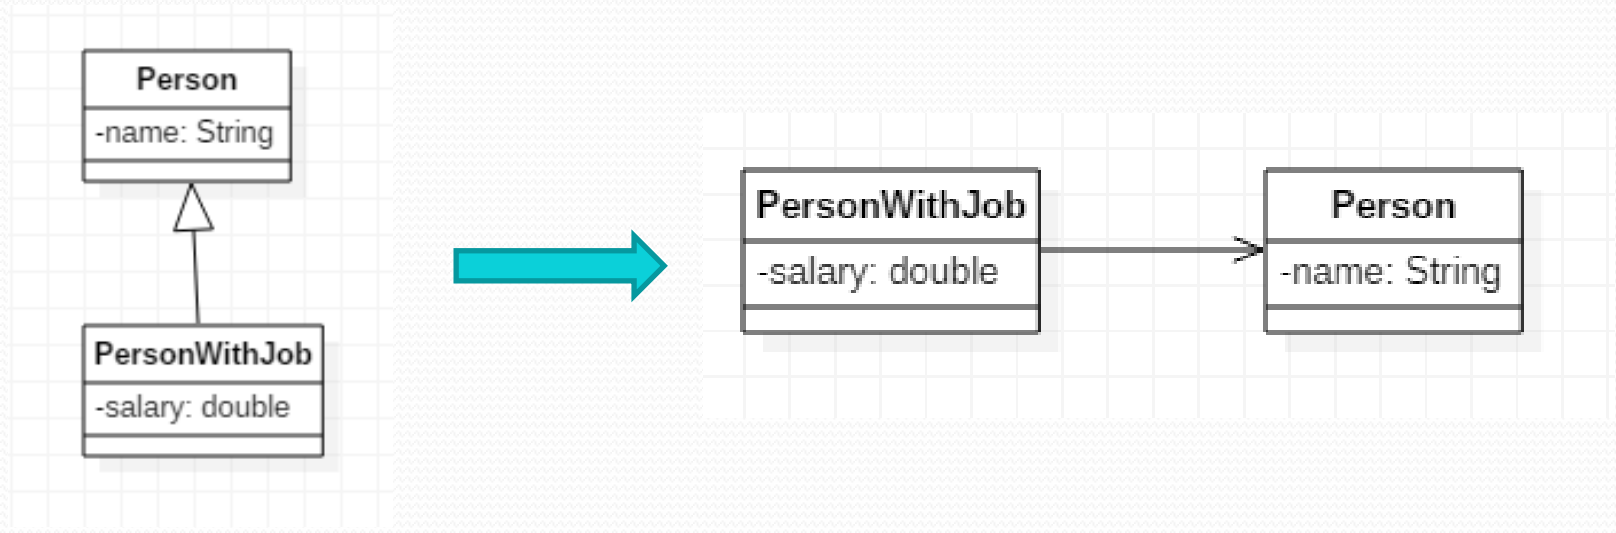 Person
-name: String
PersonWithJob
-salary: double
PersonWithJob
-salary: double
Person
-name: String